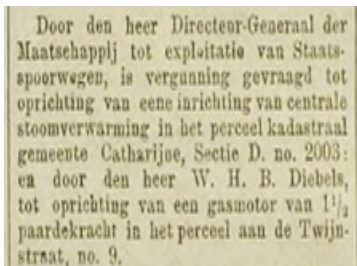 Door den heer Directeur-Generaal der
Maatschappij tot exploitatie van Staats-
spoorwegen, is vergunning gevraagd tot
oprichting van eene inrichting van centrale
stoomverwarming in het perceel kadastraal
gemeente Catharijne, Sectie D. no. 2003:
en door den heer W. H. B. Diebels,
tot oprichting van een gasmotor van 1½
paardekracht in het perceel aan de Twijn-
straat, no. 9.